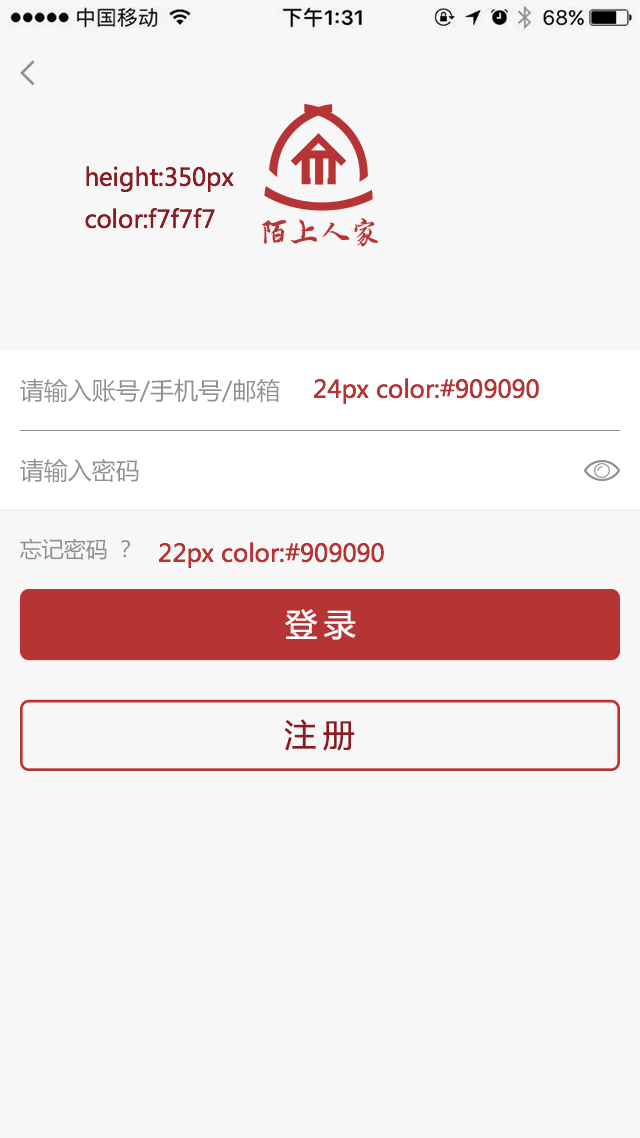 中国移动 下午1:31 68%
height:350px
color:f7f7f7
陌上人家
请输入账号/手机号/邮箱 24px color:#909090
请输入密码
忘记密码 ? 22px color:#909090
登录
注册